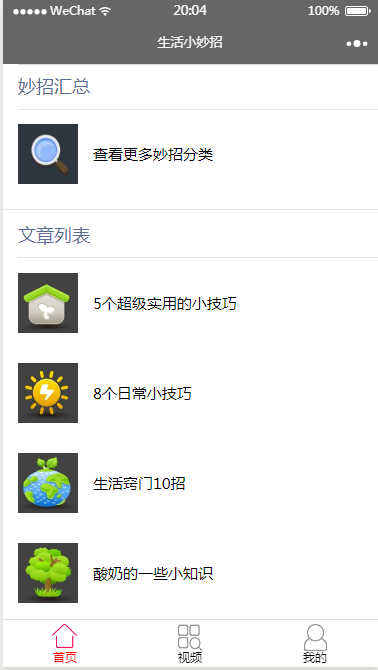 WeChat 20:04 100%
生活小妙招
妙招汇总
查看更多妙招分类
文章列表
5个超级实用的小技巧
8个日常小技巧
生活窍门10招
酸奶的一些小知识
首页 视频 我的